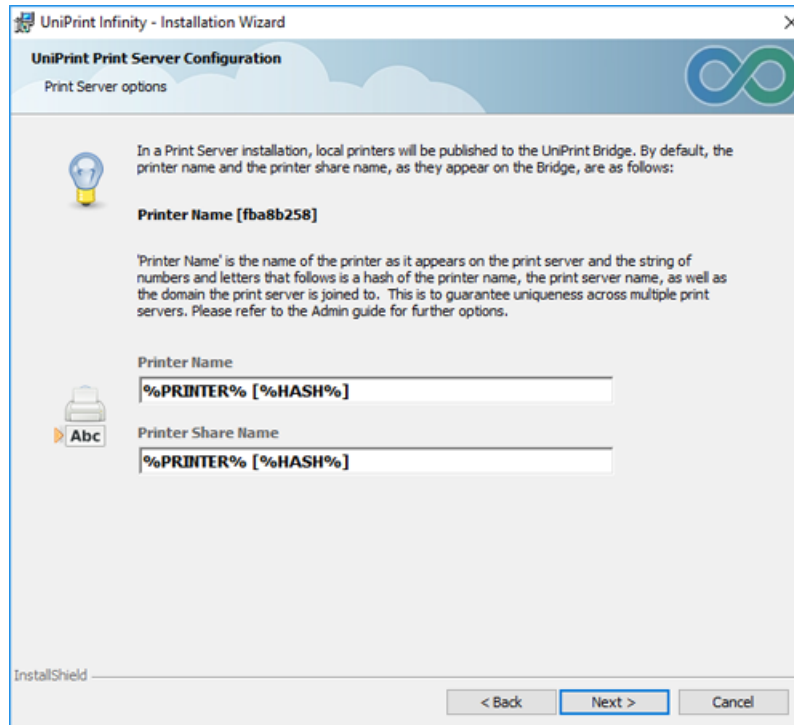 UniPrint Infinity - Installation Wizard
UniPrint Print Server Configuration
Print Server options
In a Print Server installation, local printers will be published to the UniPrint Bridge. By default, the
printer name and the printer share name, as they appear on the Bridge, are as follows:
Printer Name [fba8b258]
'Printer Name' is the name of the printer as it appears on the print server and the string of
numbers and letters that follows is a hash of the printer name, the print server name, as well as
the domain the print server is joined to.  This is to guarantee uniqueness across multiple print
servers. Please refer to the Admin guide for further options.
Printer Name
%PRINTER% [%HASH%]
Abc
Printer Share Name
%PRINTER% [%HASH%]
InstallShield
< Back
Next >
Cancel